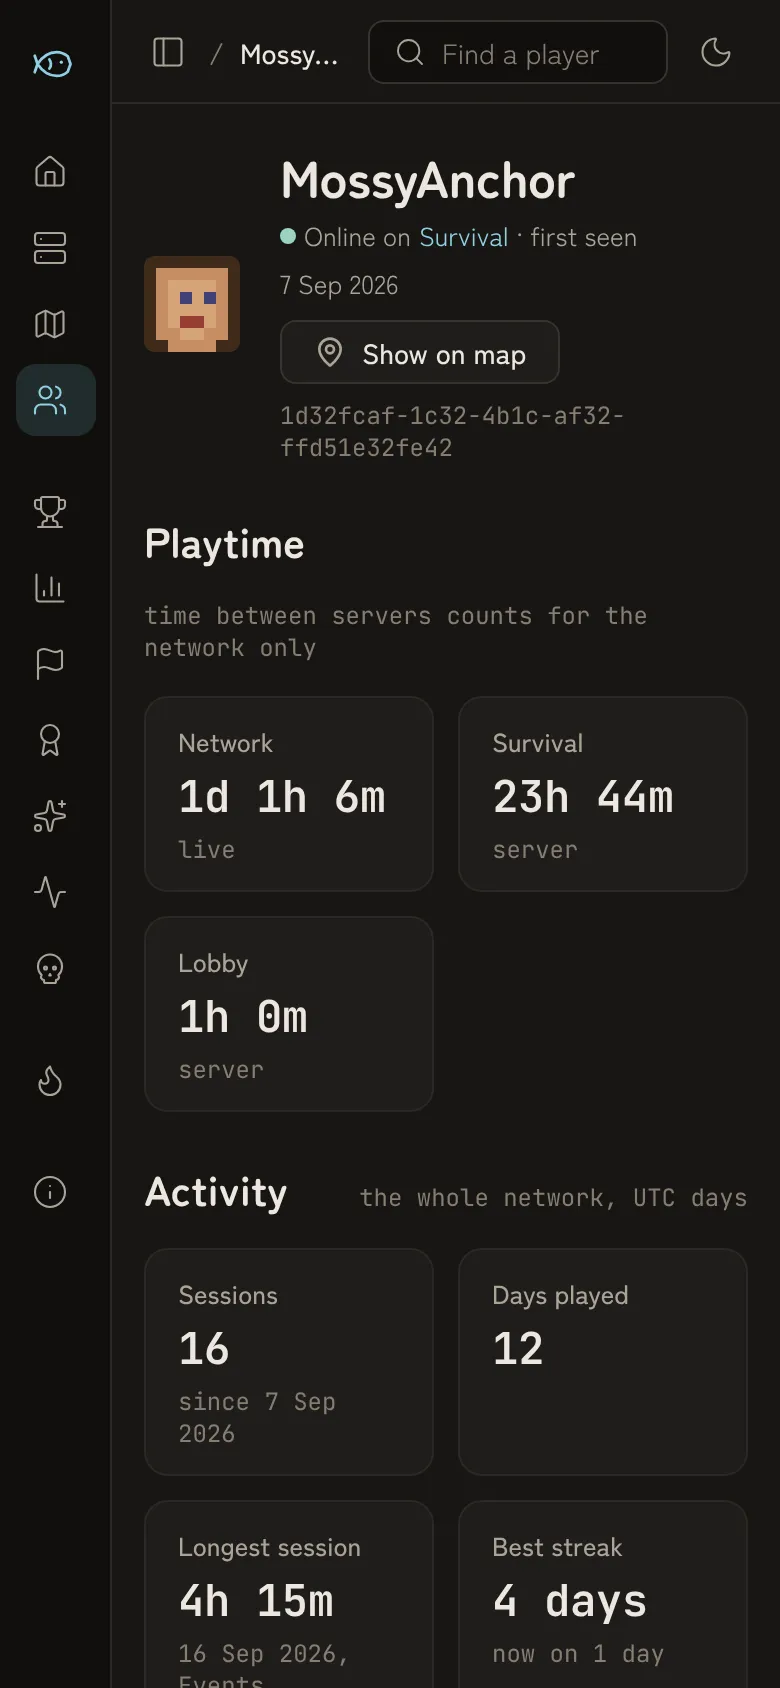 / Mossy...
Find a player
MossyAnchor
Online on Survival · first seen
7 Sep 2026
Show on map
1d32fcaf-1c32-4b1c-af32-
ffd51e32fe42
Playtime
time between servers counts for the
network only
Network
1d 1h 6m
live
Survival
23h 44m
server
Lobby
1h 0m
server
Activity
the whole network, UTC days
Sessions
16
since 7 Sep
2026
Days played
12
Longest session
4h 15m
16 Sep 2026,
Events
Best streak
4 days
now on 1 day